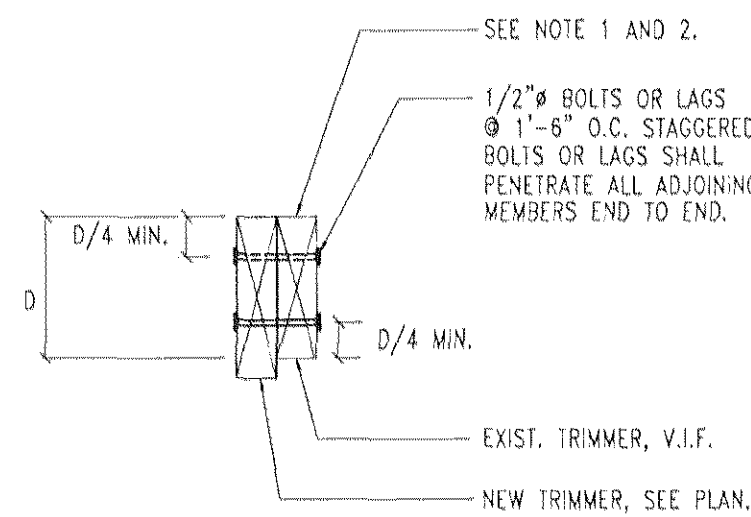 SEE NOTE 1 AND 2.
1/2"ø BOLTS OR LAGS
@ 1'-6" O.C. STAGGERED
BOLTS OR LAGS SHALL
PENETRATE ALL ADJOINING
MEMBERS END TO END.
D/4 MIN.
D
D/4 MIN.
EXIST. TRIMMER, V.I.F.
NEW TRIMMER, SEE PLAN.